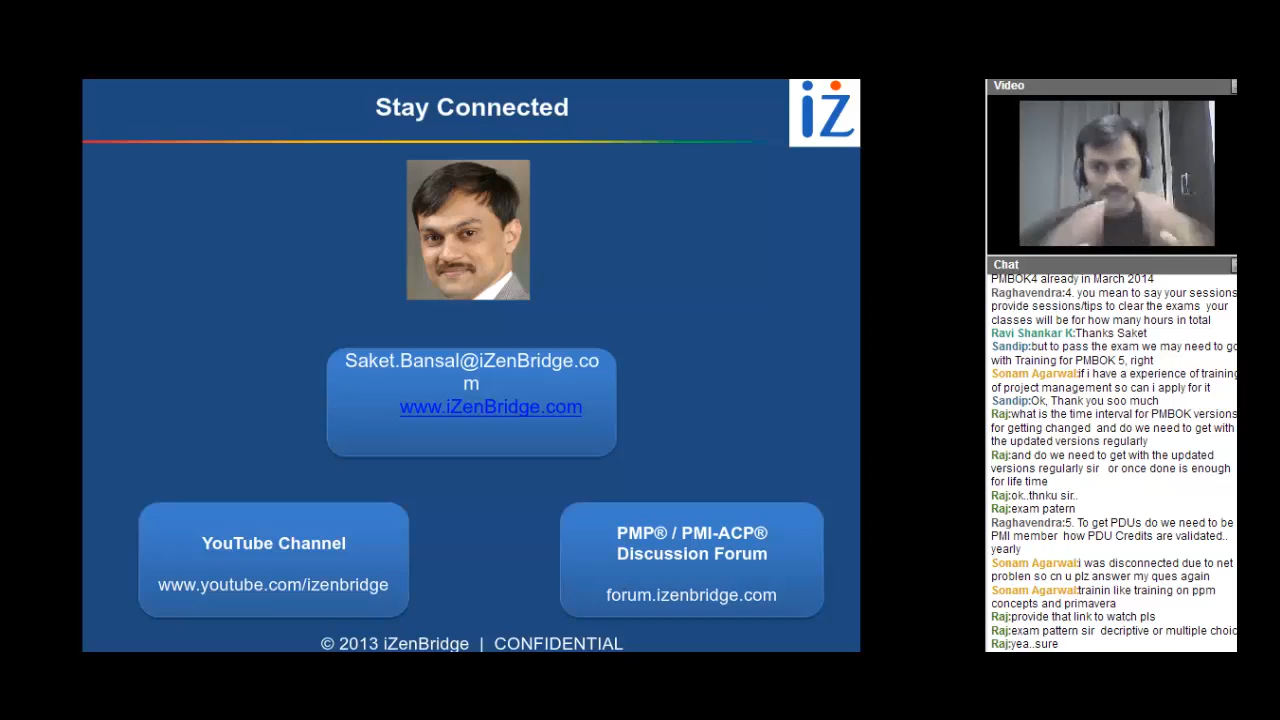 Stay Connected
iz
Saket.Bansal@iZenBridge.co
m
www.iZenBridge.com
YouTube Channel
www.youtube.com/izenbridge
PMP® / PMI-ACP®
Discussion Forum
forum.izenbridge.com
© 2013 iZenBridge | CONFIDENTIAL
Video
Chat
PMBOK4 already in March 2014
Raghavendra:4. you mean to say your sessions
provide sessions/tips to clear the exams your
classes will be for how many hours in total
Ravi Shankar K:Thanks Saket
Sandip:but to pass the exam we may need to go
with Training for PMBOK 5, right
Sonam Agarwal:if i have a experience of training
of project management so can i apply for it
Sandip:Ok, Thank you soo much
Raj:what is the time interval for PMBOK versions
for getting changed and do we need to get with
the updated versions regularly
Raj:and do we need to get with the updated
versions regularly sir or once done is enough
for life time
Raj:ok..thnku sir..
Raj:exam patern
Raghavendra:5. To get PDUs do we need to be
PMI member how PDU Credits are validated..
yearly
Sonam Agarwal:i was disconnected due to net
problen so cn u plz answer my ques again
Sonam Agarwal:trainin like training on ppm
concepts and primavera
Raj:provide that link to watch pls
Raj:exam pattern sir decriptive or multiple choic
Raj:yea..sure